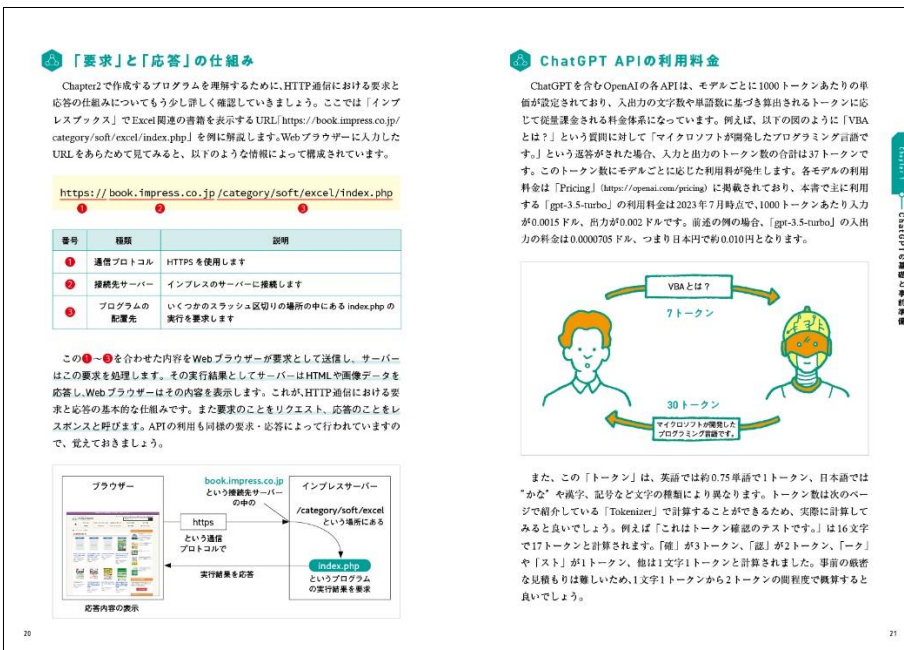 「要求」と「応答」の仕組み
Chapter2で作成するプログラムを理解するために、HTTP通信における要求と
応答の仕組みについてもう少し詳しく確認していきましょう。ここでは「インプ
レスブックス」でExcel関連の書籍を表示するURL「https://book.impress.co.jp/
category/soft/excel/index.php」を例に解説します。Webブラウザーに入力した
URLをあらためて見てみると、以下のような情報によって構成されています。
https://book.impress.co.jp/category/soft/excel/index.php
❶ ❷ ❸
番号 種類 説明
❶ 通信プロトコル HTTPSを使用します
❷ 接続先サーバー インプレスのサーバーに接続します
❸ プログラムの配置先 いくつかのスラッシュ区切りの場所の中にあるindex.phpの
実行を要求します
この❶~❸を合わせた内容をWebブラウザーが要求として送信し、サーバー
はこの要求を処理します。その実行結果としてサーバーはHTMLや画像データを
応答し、Webブラウザーはその内容を表示します。これが、HTTP通信における要
求と応答の基本的な仕組みです。また要求のことをリクエスト、応答のことをレ
スポンスと呼びます。APIの利用も同様の要求・応答によって行われていますの
で、覚えておきましょう。
ブラウザー
book.impress.co.jp
という接続先サーバー
の中の
インプレスサーバー
/category/soft/excel
という場所にある
https
という通信
プロトコルで
index.php
というプログラム
の実行結果を要求
実行結果を応答
応答内容の表示
20
ChatGPT APIの利用料金
ChatGPTを含むOpenAIの各APIは、モデルごとに1000トークンあたりの単
価が設定されており、入出力の文字数や単語数に基づき算出されるトークンに応
じて従量課金される料金体系になっています。例えば、以下の図のように「VBA
とは?」という質問に対して「マイクロソフトが開発したプログラミング言語で
す。」という返答がされた場合、入力と出力のトークン数の合計は37トークンで
す。このトークン数にモデルごとに応じた利用料が発生します。各モデルの利用
料金は「Pricing」(https://openai.com/pricing)に掲載されており、本書で主に利用
する「gpt-3.5-turbo」の利用料金は2023年7月時点で、1000トークンあたり入力
が0.0015ドル、出力が0.002ドルです。前述の例の場合、「gpt-3.5-turbo」の入出
力の料金は0.0000705ドル、つまり日本円で約0.010円となります。
VBAとは?
7トークン
30トークン
マイクロソフトが開発した
プログラミング言語です。
また、この「トークン」は、英語では約0.75単語で1トークン、日本語では
"かな"や漢字、記号など文字の種類により異なります。トークン数は次のペー
ジで紹介している「Tokenizer」で計算することができるため、実際に計算して
みると良いでしょう。例えば「これはトークン確認のテストです。」は16文字
で17トークンと計算されます。「確」が3トークン、「認」が2トークン、「ーク」
や「スト」が1トークン、他は1文字1トークンと計算されました。事前の厳密
な見積もりは難しいため、1文字1トークンから2トークンの間程度で概算すると
良いでしょう。
Chapter 1
ChatGPTの基礎と事前準備
21